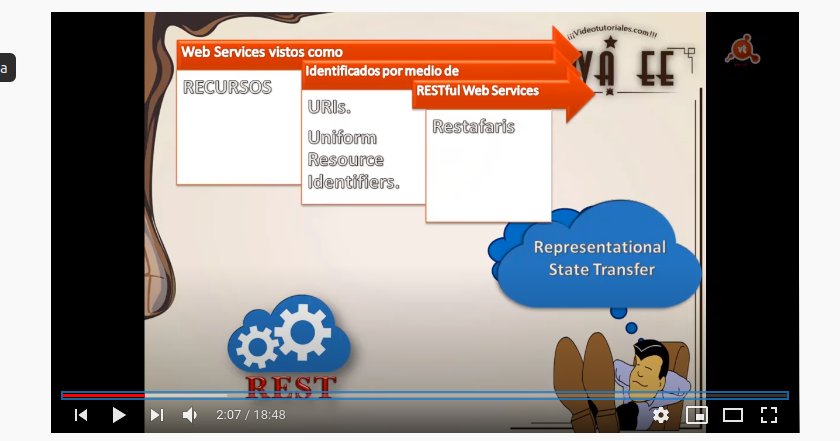 a
¡¡¡Videotutoriales.com!!!
VA EE
vt
Web Services vistos como
RECURSOS
Identificados por medio de
URIs.
Uniform
Resource
Identifiers.
RESTful Web Services
Restafaris
Representational
State Transfer
REST
2:07 / 18:48